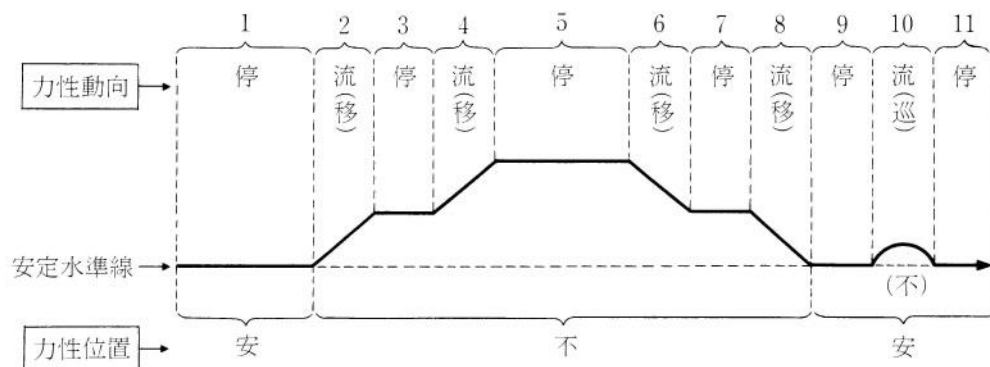 1 2 3 4 5 6 7 8 9 10 11
力性動向 停 流(移) 停 流(移) 停 流(移) 停 流(移) 停 流(巡) 停
安定水準線
(不)
力性位置 安 不 安